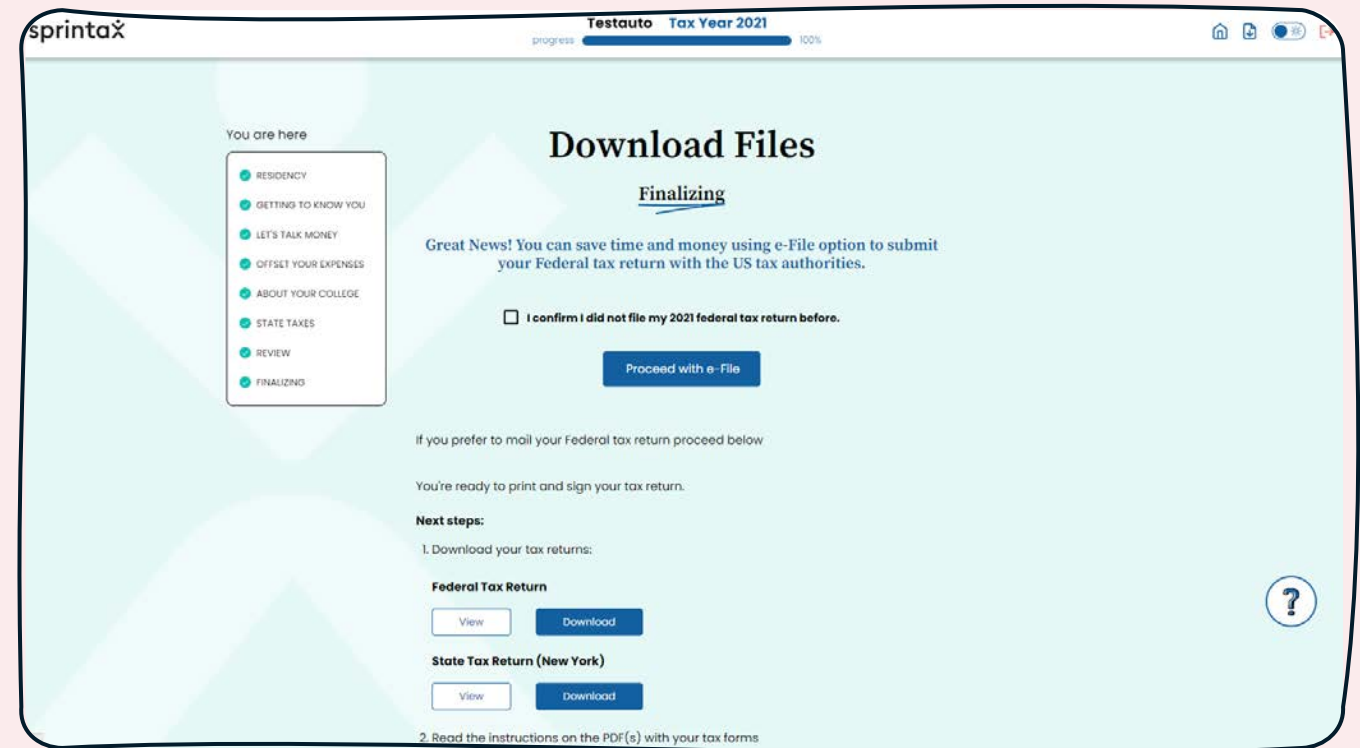 sprintax
Testauto Tax Year 2021
progress 100%
You are here
RESIDENCY
GETTING TO KNOW YOU
LET'S TALK MONEY
OFFSET YOUR EXPENSES
ABOUT YOUR COLLEGE
STATE TAXES
REVIEW
FINALIZING
Download Files
Finalizing
Great News! You can save time and money using e-File option to submit
your Federal tax return with the US tax authorities.
I confirm I did not file my 2021 federal tax return before.
Proceed with e-File
If you prefer to mail your Federal tax return proceed below
You're ready to print and sign your tax return.
Next steps:
1. Download your tax returns:
Federal Tax Return
View Download
State Tax Return (New York)
View Download
?
2. Read the instructions on the PDF(s) with your tax forms